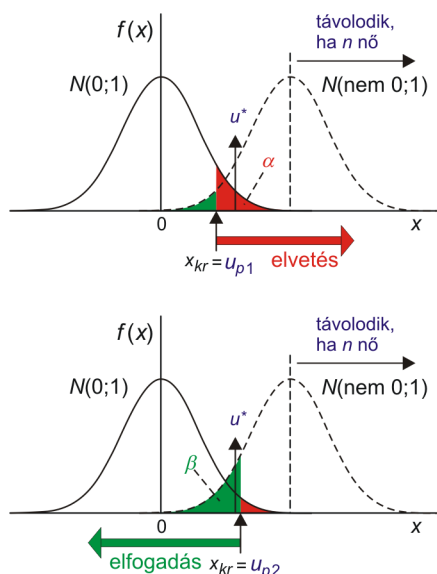 távolodik,
ha n nő
f(x)
N(0;1)
N(nem 0;1)
u*
α
0
x
x_kr = u_p1
elvetés
távolodik,
ha n nő
f(x)
N(0;1)
N(nem 0;1)
u*
β
0
x
elfogadás
x_kr = u_p2